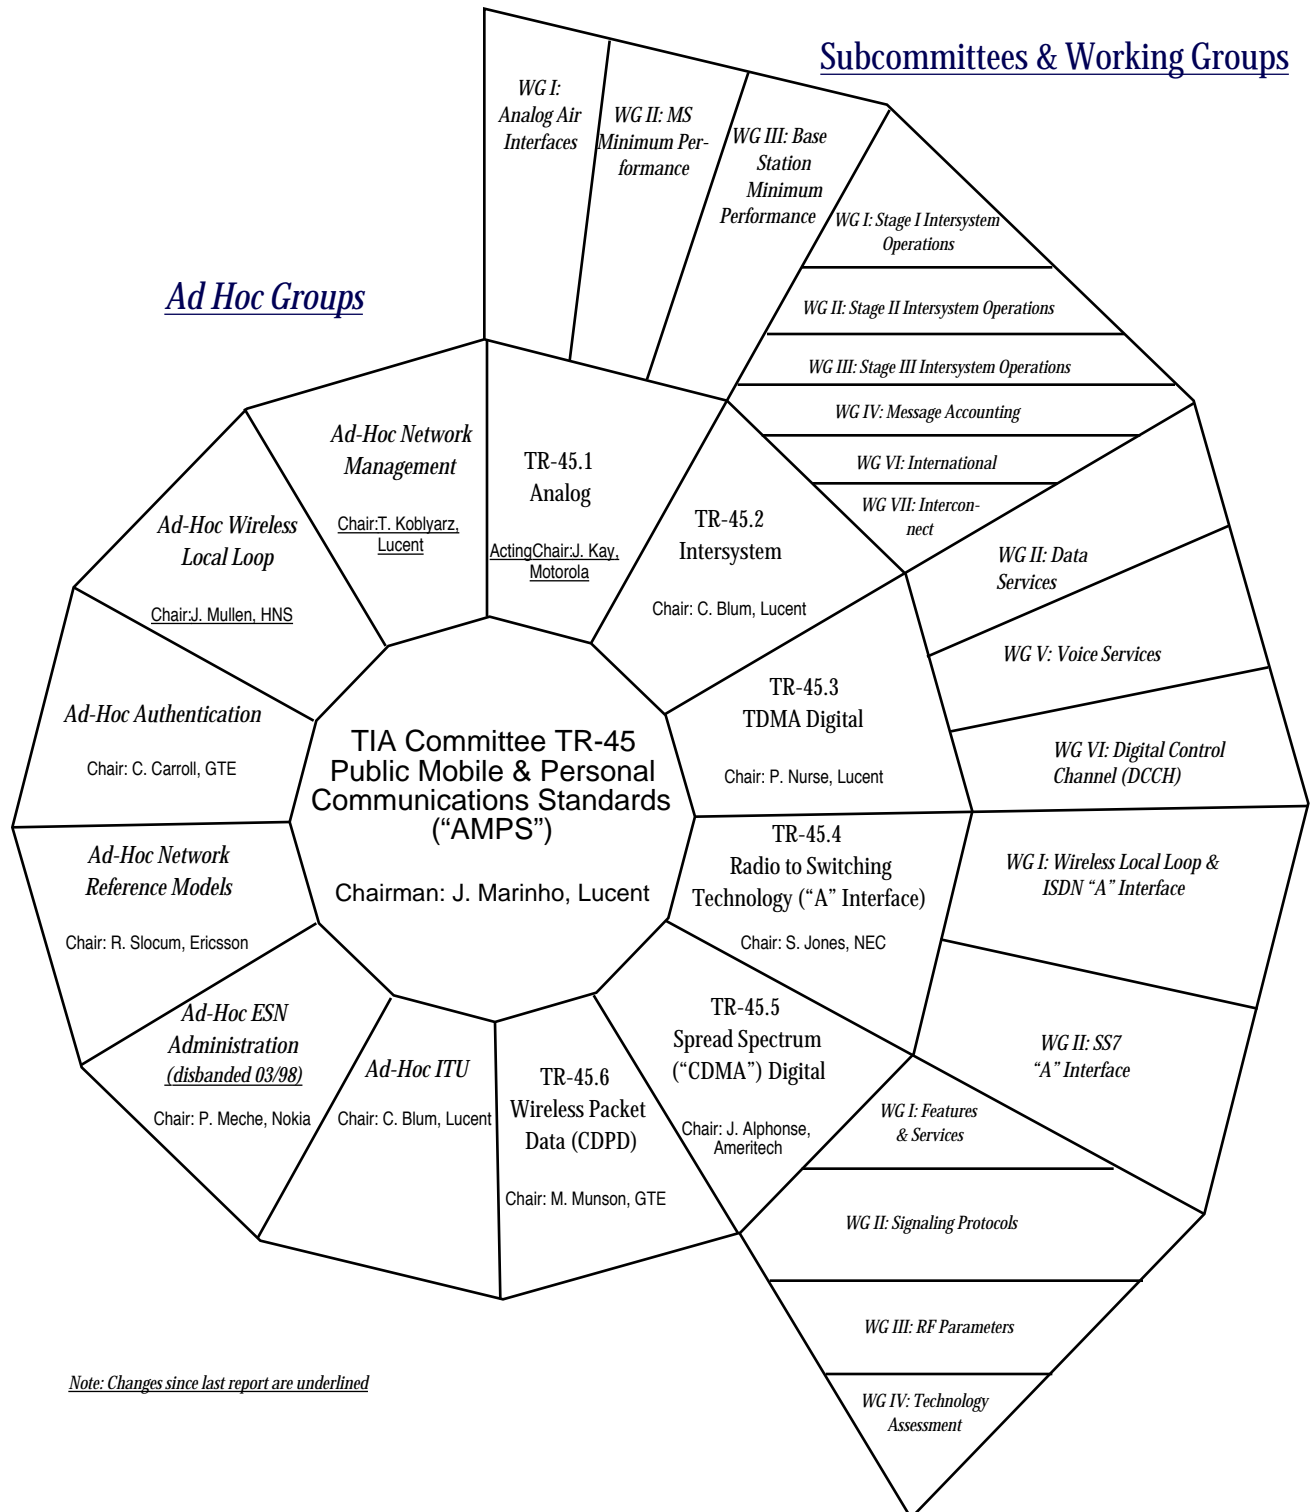 Subcommittees & Working Groups
WG I:
Analog Air
Interfaces
WG II: MS
Minimum Per-
formance
WG III: Base
Station
Minimum
Performance
WG I: Stage I Intersystem
Operations
WG II: Stage II Intersystem Operations
WG III: Stage III Intersystem Operations
WG IV: Message Accounting
WG VI: International
WG VII: Intercon-
nect
Ad Hoc Groups
Ad-Hoc Network
Management
Chair:T. Koblyarz,
Lucent
TR-45.1
Analog
ActingChair:J. Kay,
Motorola
TR-45.2
Intersystem
Chair: C. Blum, Lucent
WG II: Data
Services
WG V: Voice Services
WG VI: Digital Control
Channel (DCCH)
Ad-Hoc Wireless
Local Loop
Chair:J. Mullen, HNS
TR-45.3
TDMA Digital
Chair: P. Nurse, Lucent
Ad-Hoc Authentication
Chair: C. Carroll, GTE
TIA Committee TR-45
Public Mobile & Personal
Communications Standards
(“AMPS”)
Chairman: J. Marinho, Lucent
TR-45.4
Radio to Switching
Technology (“A” Interface)
Chair: S. Jones, NEC
WG I: Wireless Local Loop &
ISDN “A” Interface
WG II: SS7
“A” Interface
Ad-Hoc Network
Reference Models
Chair: R. Slocum, Ericsson
Ad-Hoc ESN
Administration
(disbanded 03/98)
Chair: P. Meche, Nokia
Ad-Hoc ITU
Chair: C. Blum, Lucent
TR-45.6
Wireless Packet
Data (CDPD)
Chair: M. Munson, GTE
TR-45.5
Spread Spectrum
(“CDMA”) Digital
Chair: J. Alphonse,
Ameritech
WG I: Features
& Services
WG II: Signaling Protocols
WG III: RF Parameters
WG IV: Technology
Assessment
Note: Changes since last report are underlined